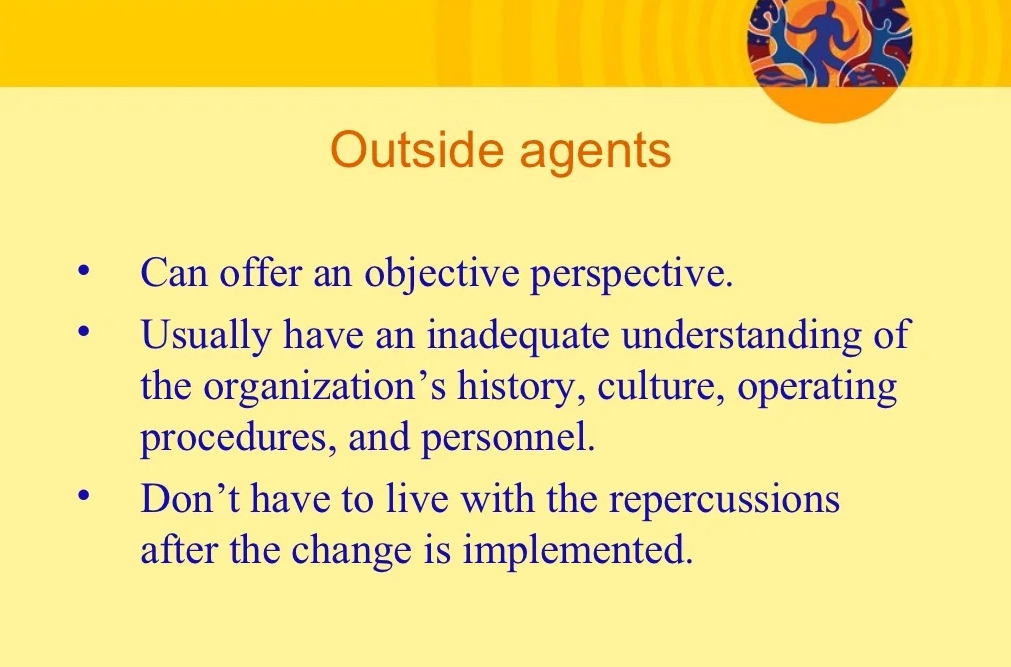 Outside agents
• Can offer an objective perspective.
• Usually have an inadequate understanding of
the organization’s history, culture, operating
procedures, and personnel.
• Don’t have to live with the repercussions
after the change is implemented.